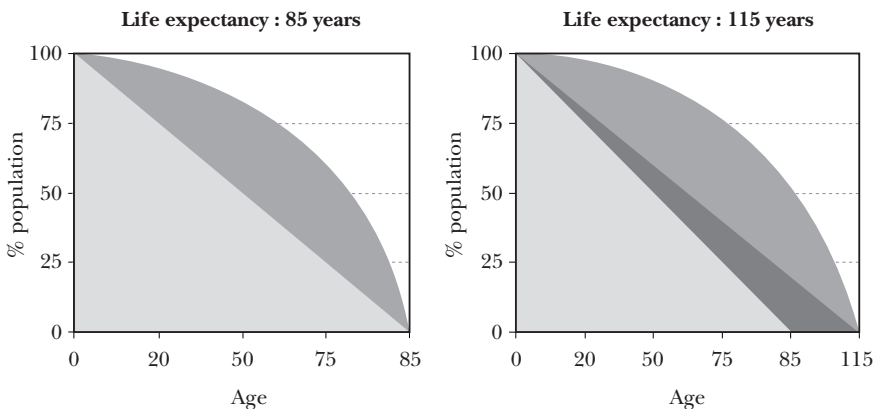 Life expectancy : 85 years
100
75
50
25
0
% population
0 20 50 75 85
Age
Life expectancy : 115 years
100
75
50
25
0
% population
0 20 50 75 85 115
Age